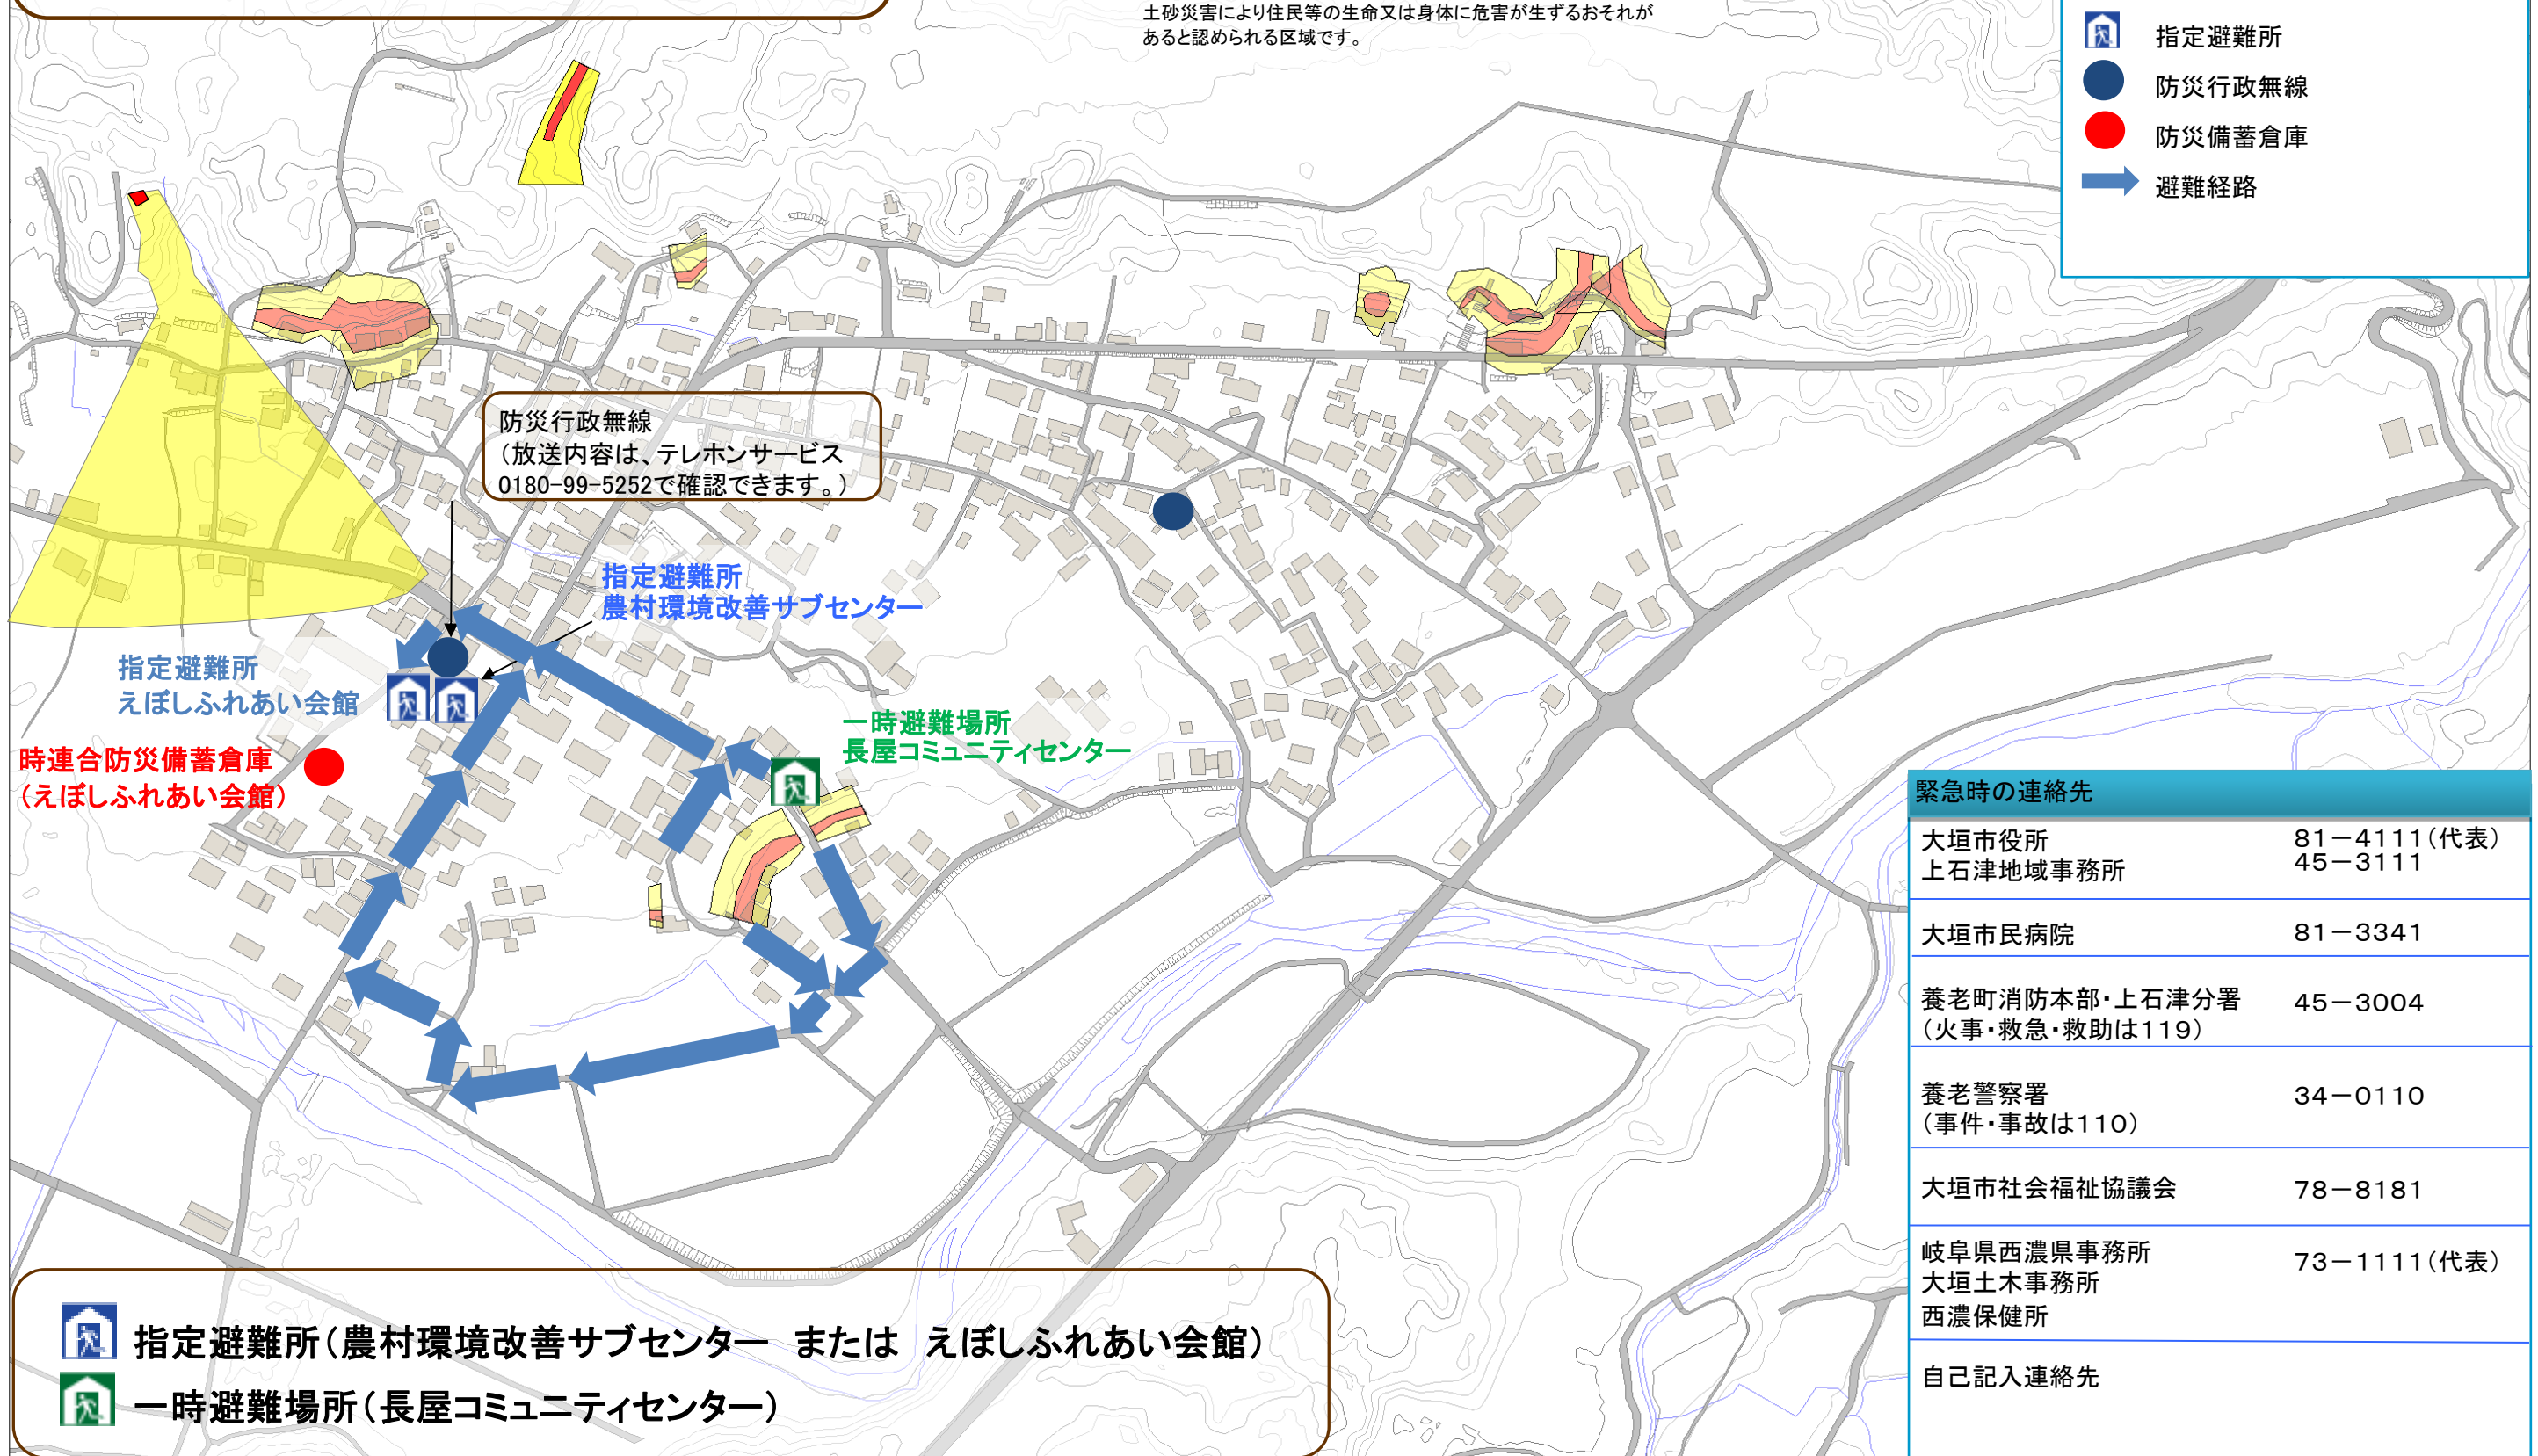 土砂災害により住民等の生命又は身体に危害が生ずるおそれが
あると認められる区域です。
指定避難所
防災行政無線
防災備蓄倉庫
避難経路
防災行政無線
(放送内容は、テレホンサービス
0180-99-5252で確認できます。)
指定避難所
農村環境改善サブセンター
指定避難所
えぼしふれあい会館
一時避難場所
長屋コミュニティセンター
時連合防災備蓄倉庫
(えぼしふれあい会館)
緊急時の連絡先
大垣市役所 81-4111(代表)
上石津地域事務所 45-3111
大垣市民病院 81-3341
養老町消防本部・上石津分署 45-3004
(火事・救急・救助は119)
養老警察署 34-0110
(事件・事故は110)
大垣市社会福祉協議会 78-8181
岐阜県西濃県事務所 73-1111(代表)
大垣土木事務所
西濃保健所
自己記入連絡先
指定避難所(農村環境改善サブセンター または えぼしふれあい会館)
一時避難場所(長屋コミュニティセンター)